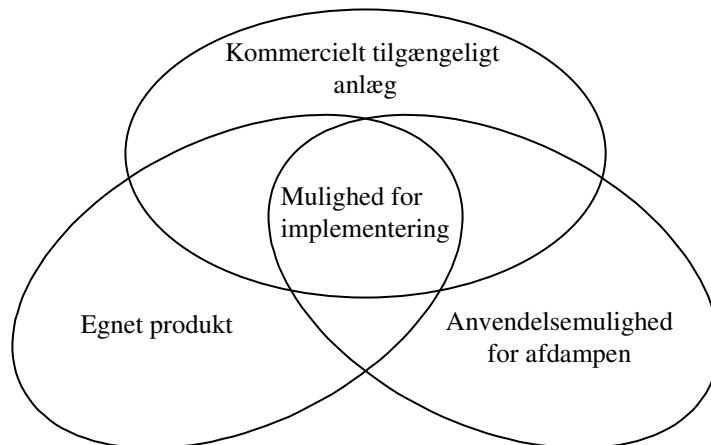 Kommercielt tilgængeligt
anlæg
Mulighed for
implementering
Egnet produkt
Anvendelsemulighed
for afdampen